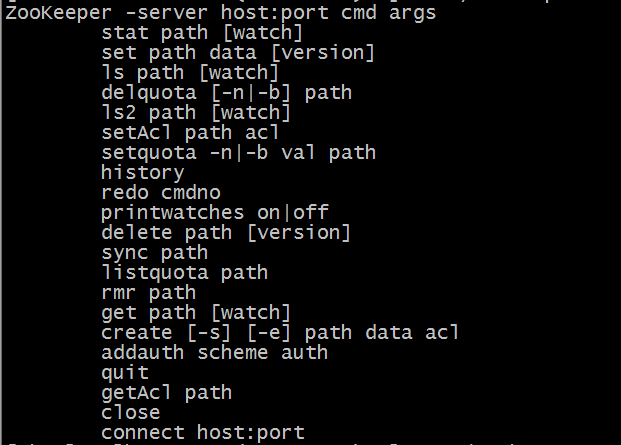 ZooKeeper -server host:port cmd args
stat path [watch]
set path data [version]
ls path [watch]
delquota [-n|-b] path
ls2 path [watch]
setAcl path acl
setquota -n|-b val path
history
redo cmdno
printwatches on|off
delete path [version]
sync path
listquota path
rmr path
get path [watch]
create [-s] [-e] path data acl
addauth scheme auth
quit
getAcl path
close
connect host:port